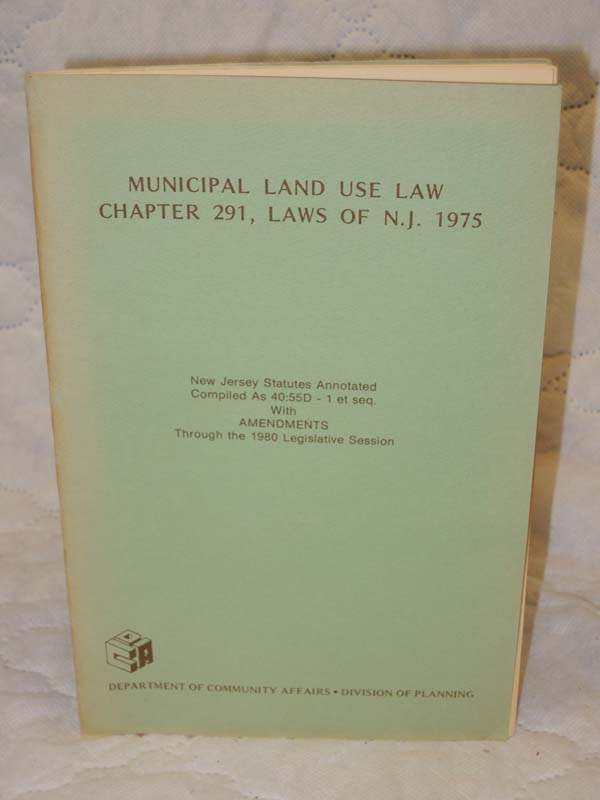 MUNICIPAL LAND USE LAW
CHAPTER 291, LAWS OF N.J. 1975
New Jersey Statutes Annotated
Compiled As 40:55D - 1 et seq.
With
AMENDMENTS
Through the 1980 Legislative Session
DCA
DEPARTMENT OF COMMUNITY AFFAIRS • DIVISION OF PLANNING